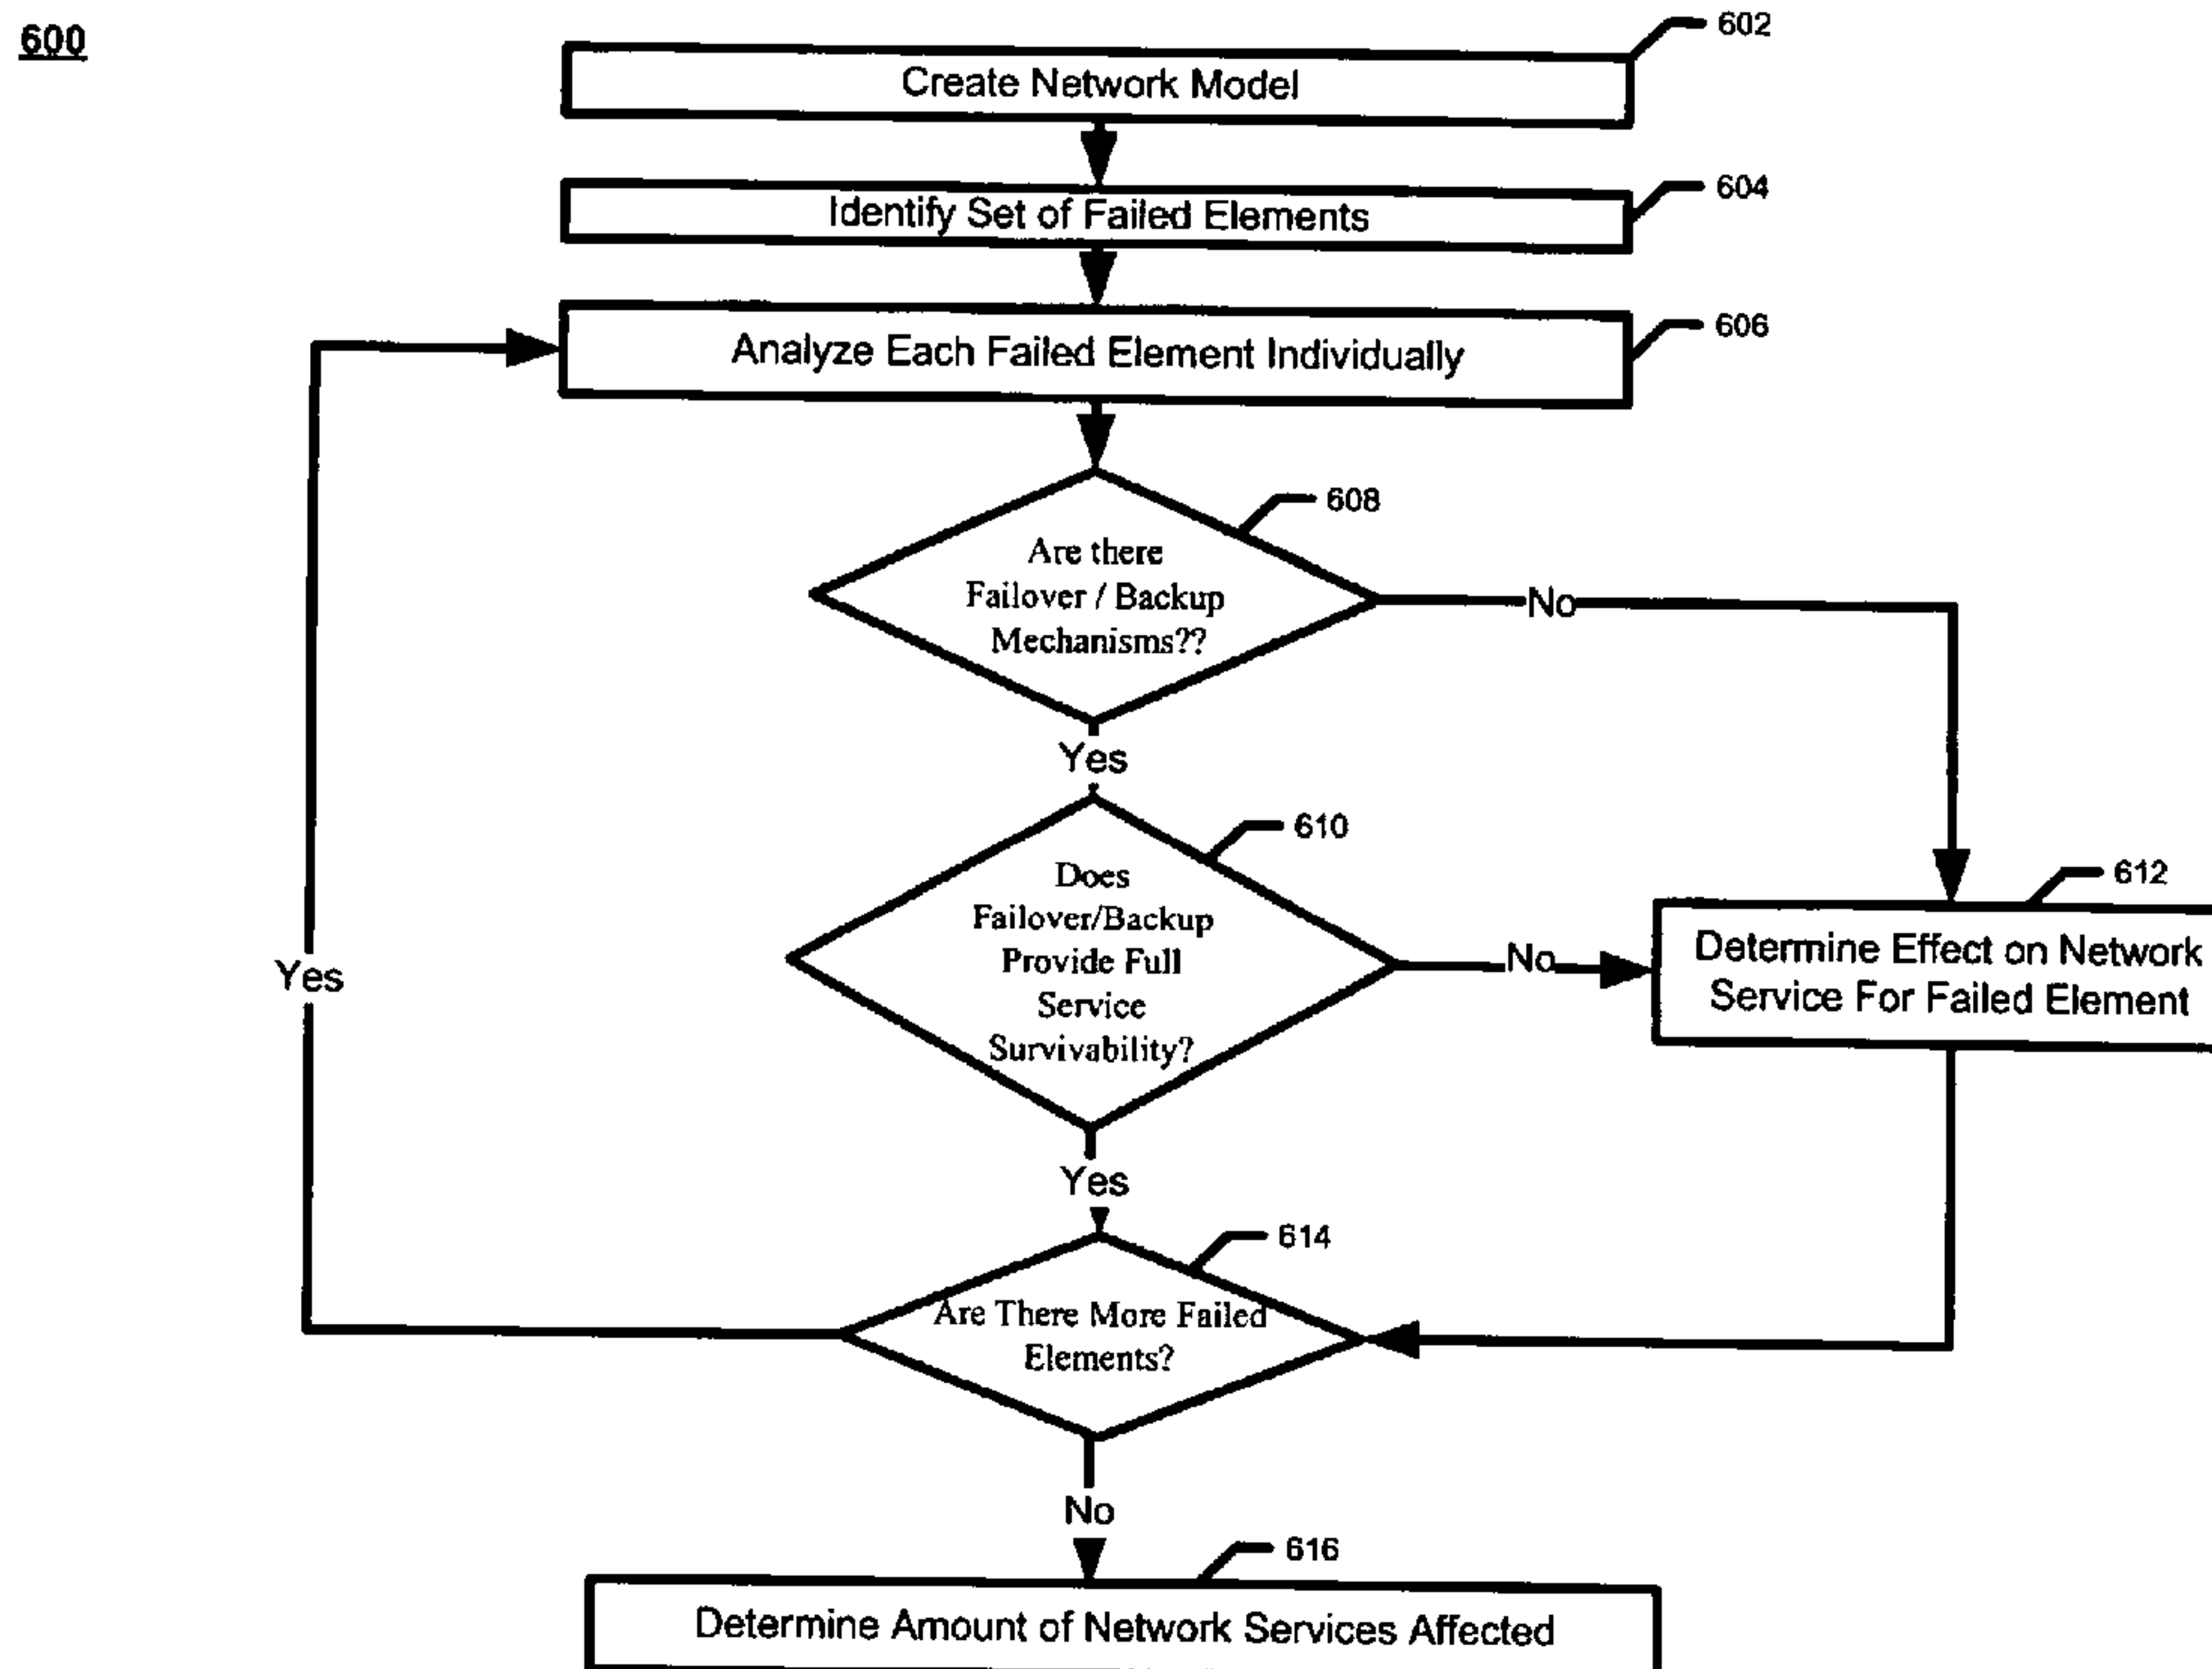 600
602
Create Network Model
604
Identify Set of Failed Elements
606
Analyze Each Failed Element Individually
608
Are there
Failover / Backup
Mechanisms??
No
Yes
610
Does
Failover/Backup
Provide Full
Service
Survivability?
No
612
Determine Effect on Network
Service For Failed Element
Yes
Yes
614
Are There More Failed
Elements?
No
616
Determine Amount of Network Services Affected